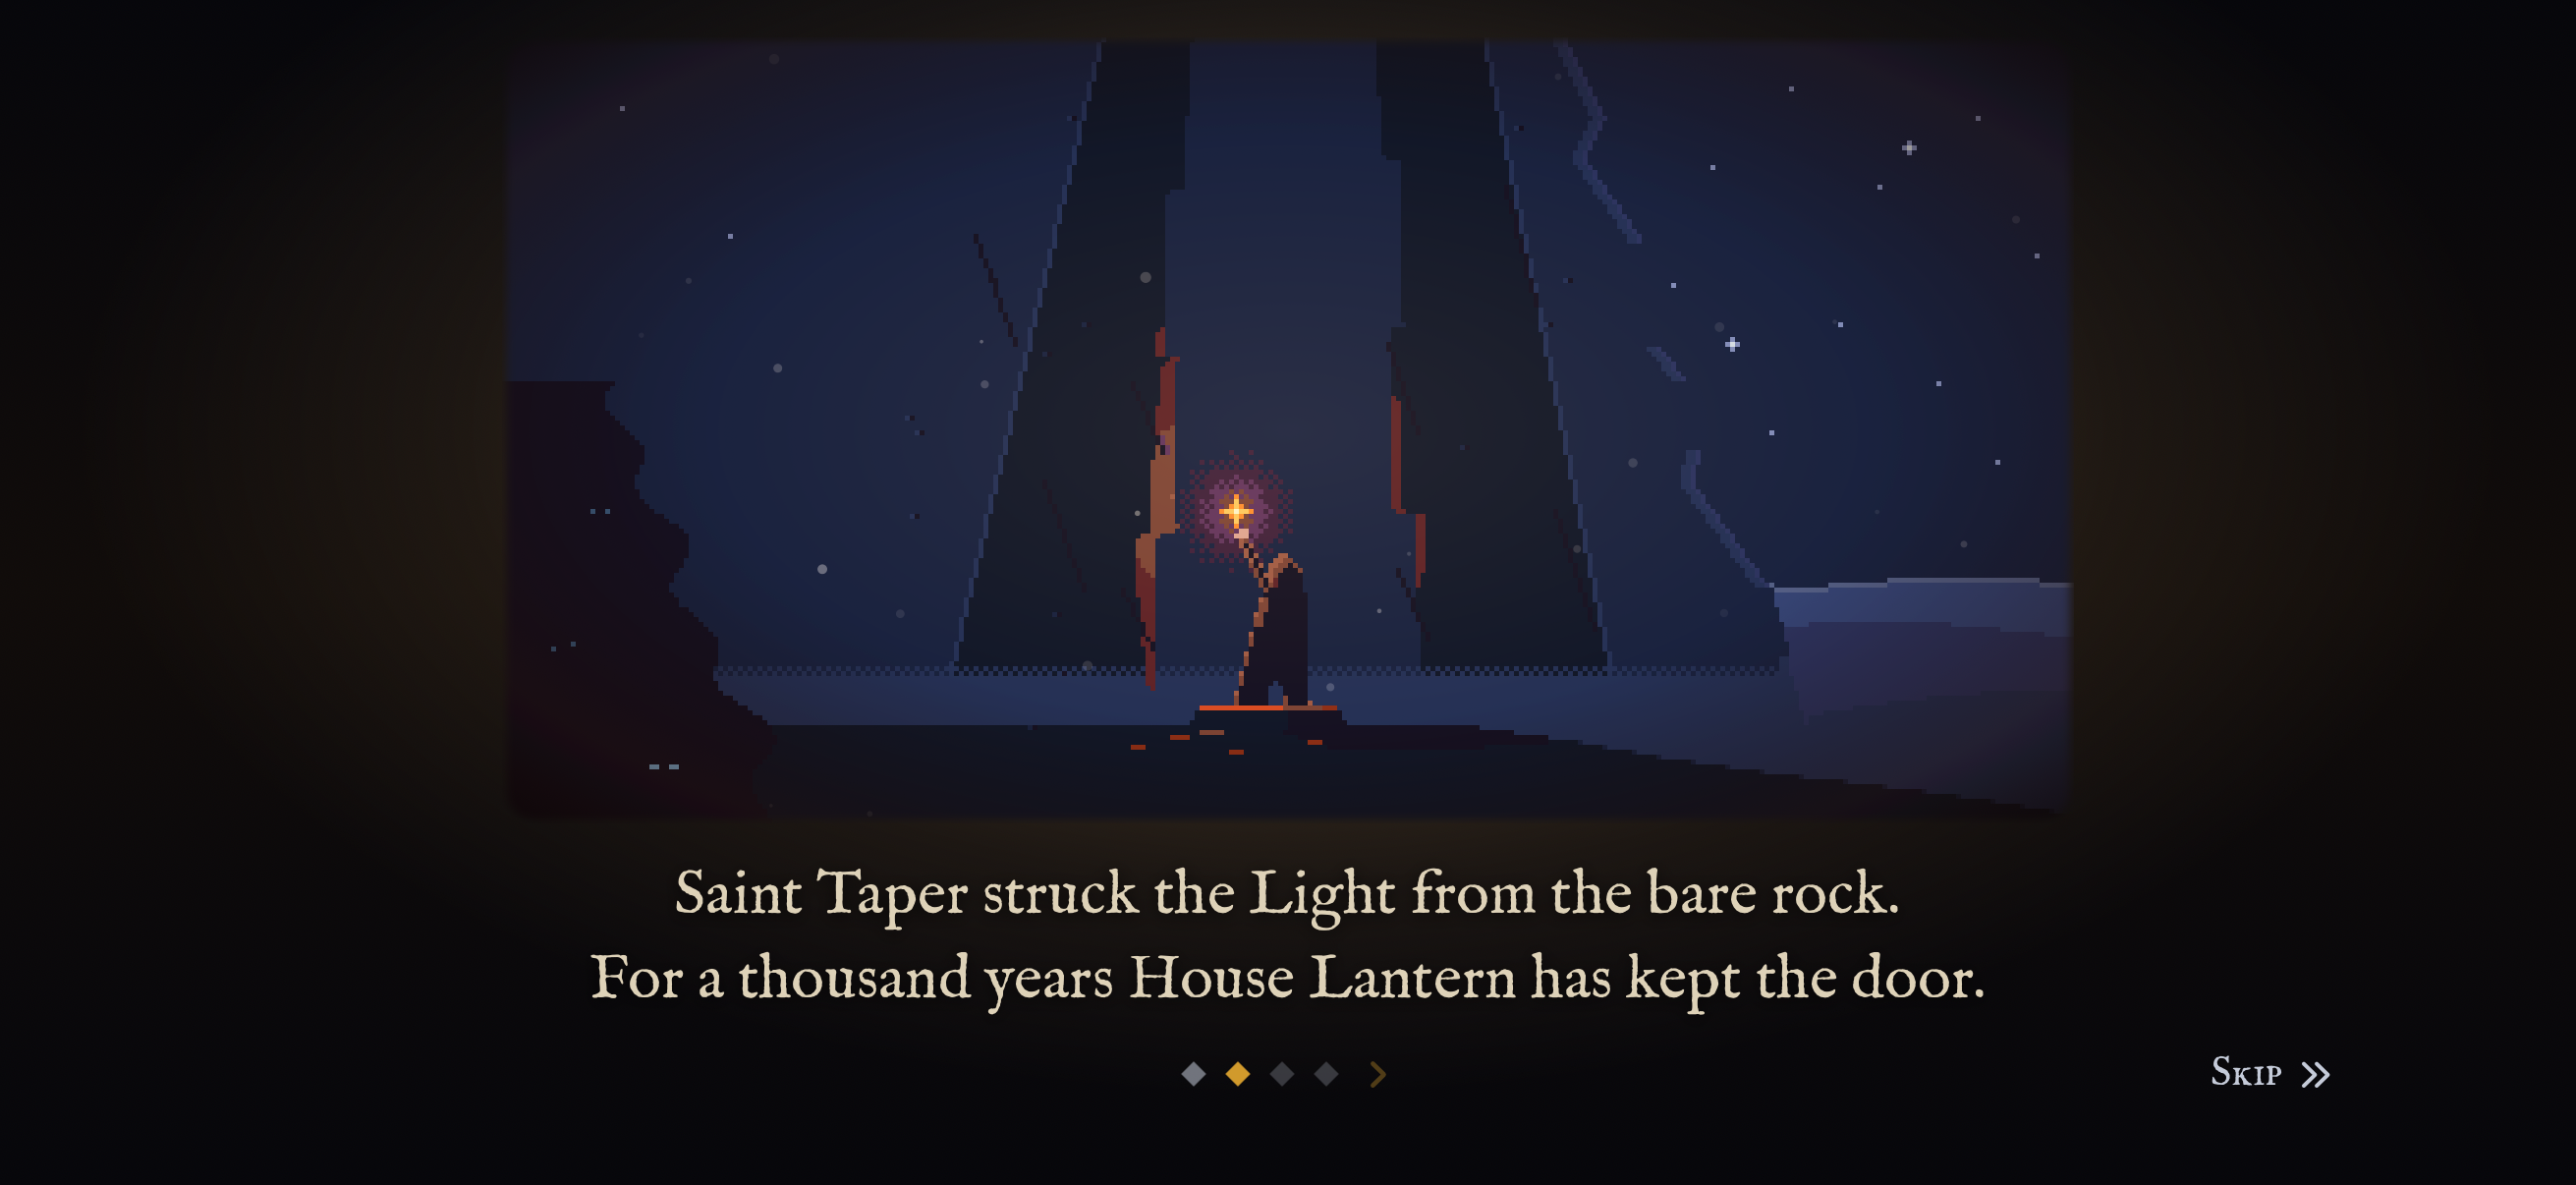 Saint Taper struck the Light from the bare rock.
For a thousand years House Lantern has kept the door.
Skip